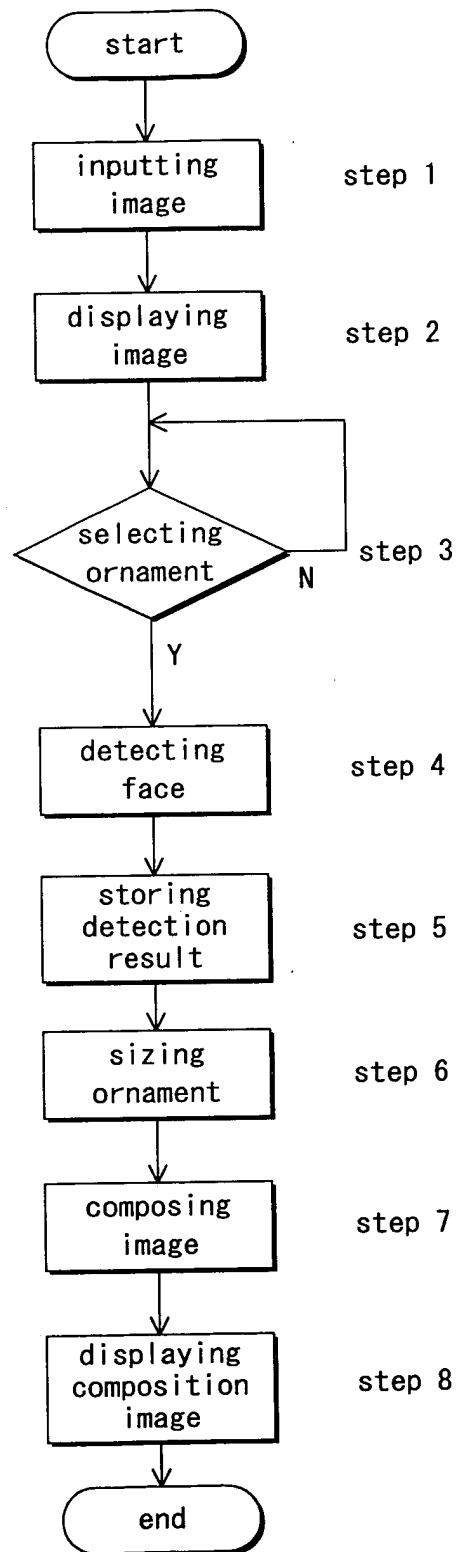 start
inputting
image
step 1
displaying
image
step 2
selecting
ornament
step 3
N
Y
detecting
face
step 4
storing
detection
result
step 5
sizing
ornament
step 6
composing
image
step 7
displaying
composition
image
step 8
end